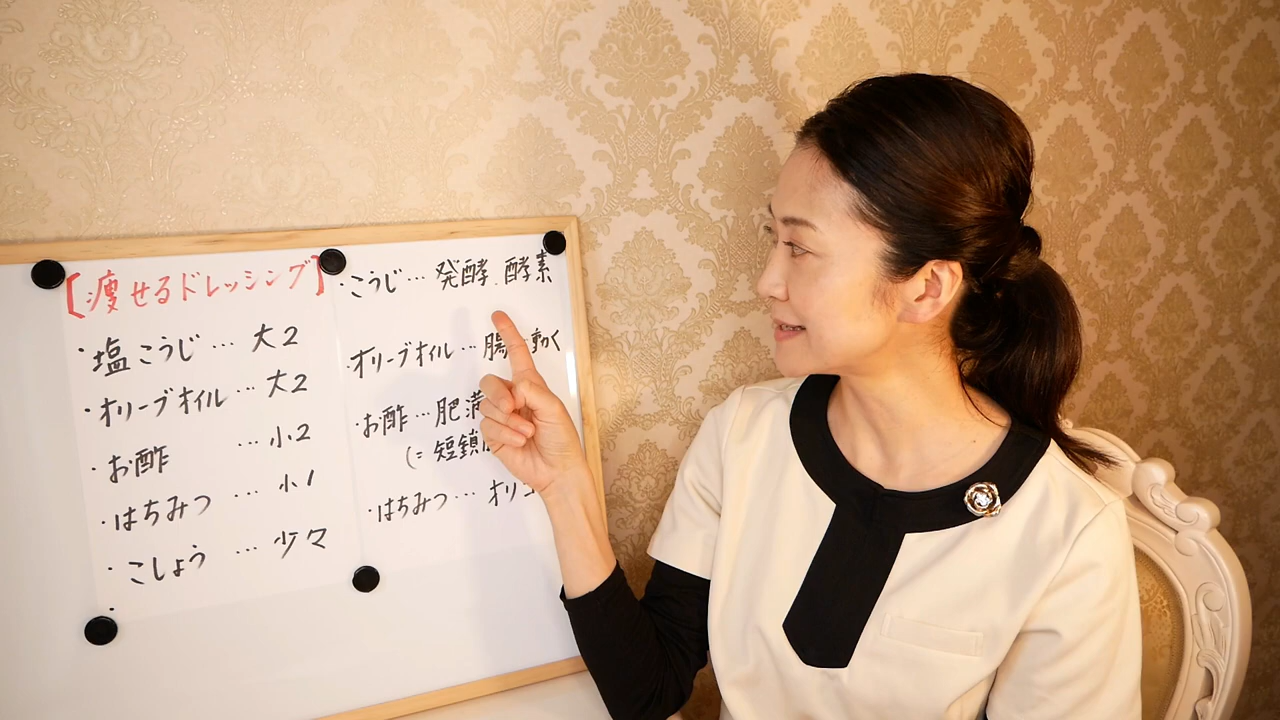 【痩せるドレッシング】
・塩こうじ…大2
・オリーブオイル…大2
・お酢 …小2
・はちみつ …小1
・こしょう …少々
・こうじ…発酵.酵素
・オリーブオイル…腸 動く
・お酢…肥満
(= 短鎖
・はちみつ…オリゴ